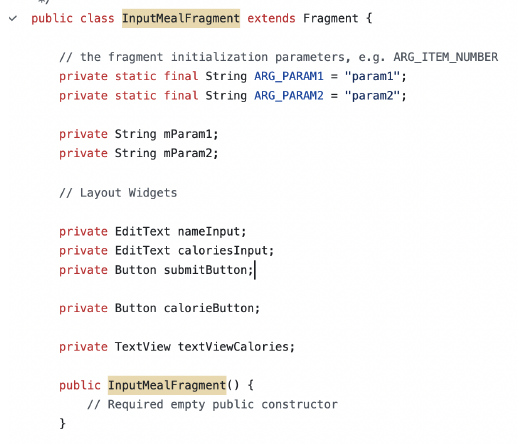 */
public class InputMealFragment extends Fragment {
// the fragment initialization parameters, e.g. ARG_ITEM_NUMBER
private static final String ARG_PARAM1 = "param1";
private static final String ARG_PARAM2 = "param2";
private String mParam1;
private String mParam2;
// Layout Widgets
private EditText nameInput;
private EditText caloriesInput;
private Button submitButton;
private Button calorieButton;
private TextView textViewCalories;
public InputMealFragment() {
// Required empty public constructor
}